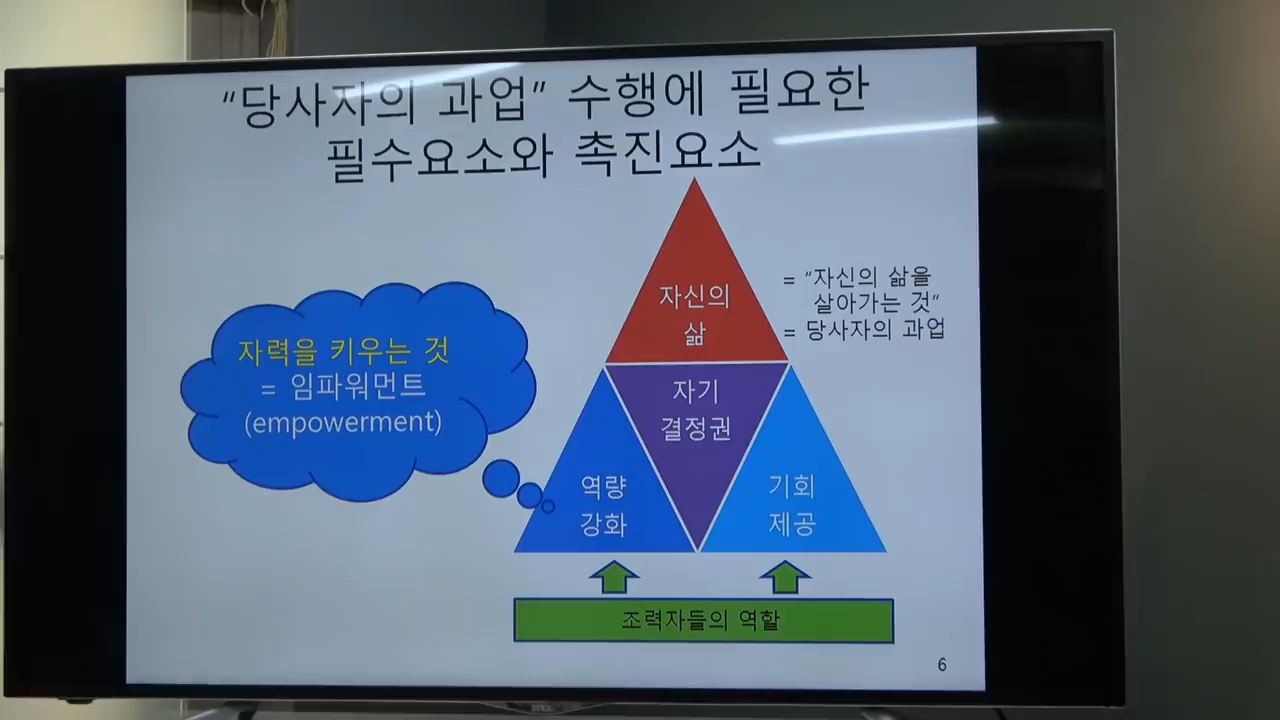 “당사자의 과업” 수행에 필요한
필수요소와 촉진요소
자신의
삶
= “자신의 삶을
살아가는 것”
= 당사자의 과업
자력을 키우는 것
= 임파워먼트
(empowerment)
자기
결정권
역량
강화
기회
제공
조력자들의 역할
6